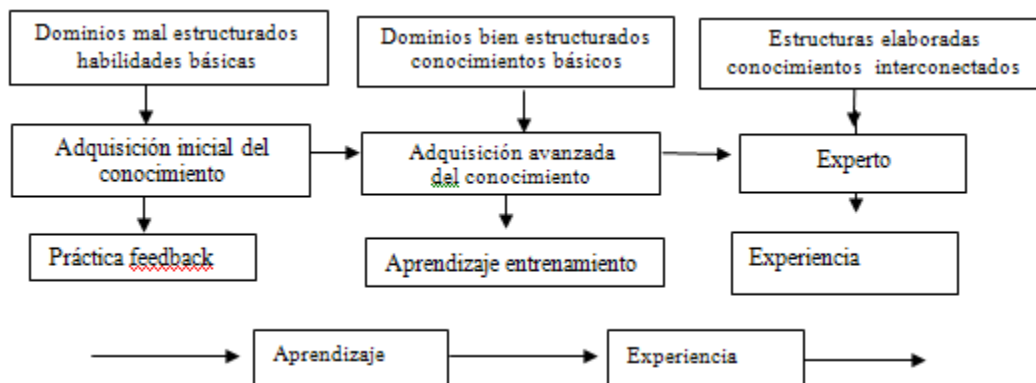 Dominios mal estructurados
habilidades básicas
Dominios bien estructurados
conocimientos básicos
Estructuras elaboradas
conocimientos interconectados
Adquisición inicial del
conocimiento
Adquisición avanzada
del conocimiento
Experto
Práctica feedback
Aprendizaje entrenamiento
Experiencia
Aprendizaje
Experiencia